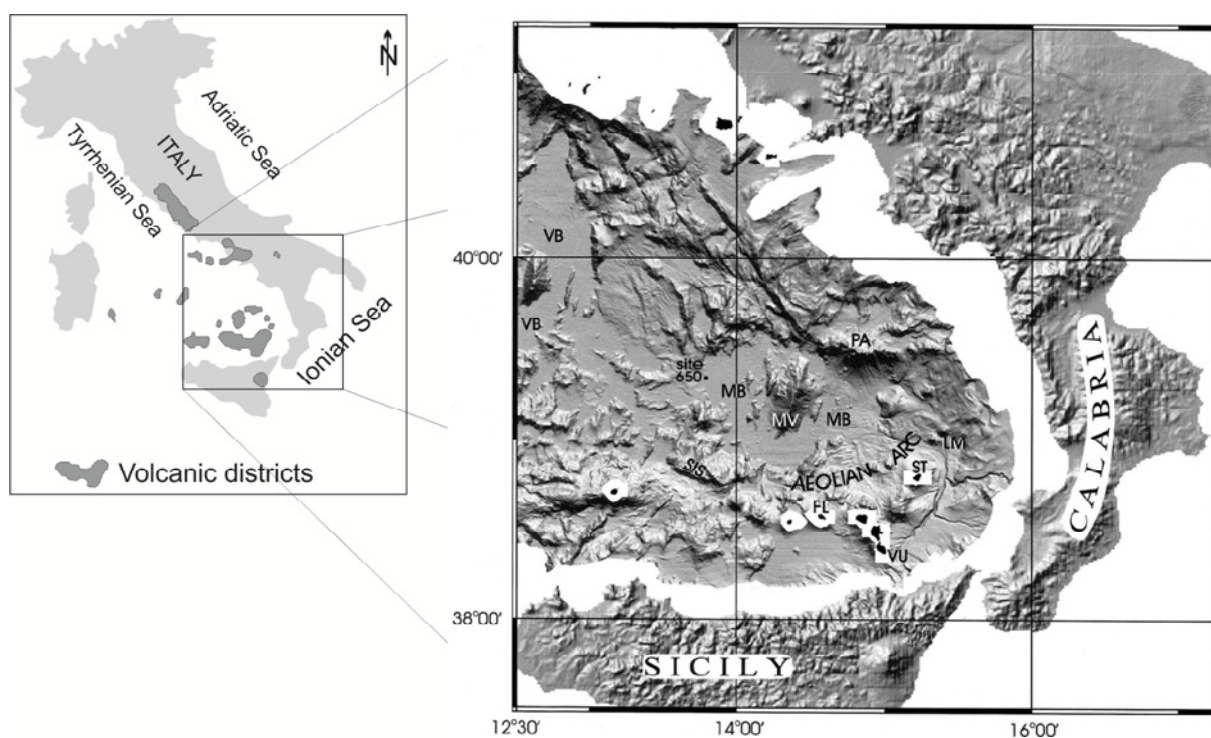 N
Adriatic Sea
ITALY
Tyrrhenian Sea
Ionian Sea
Volcanic districts
VB
40°00'
VB
PA
site
650
MB
MV
MB
LM
SIS
AEOLIAN ARC
ST
FL
VU
CALABRIA
38°00'
SICILY
12°30'
14°00'
16°00'